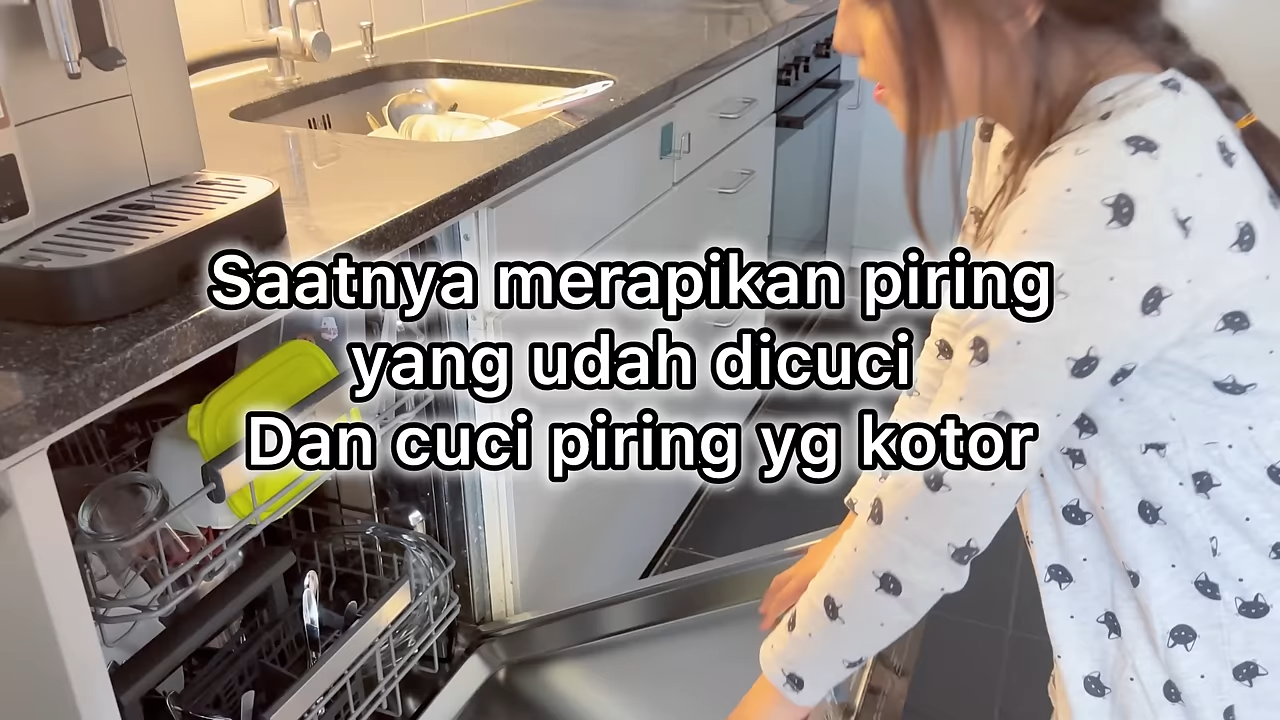 Saatnya merapikan piring
yang udah dicuci
Dan cuci piring yg kotor